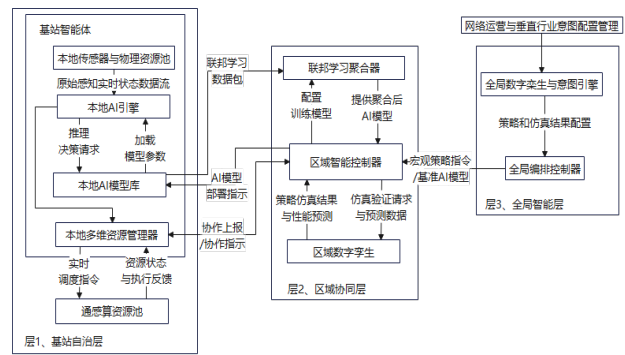 基站智能体
本地传感器与物理资源池
原始感知实时状态数据流
本地AI引擎
推理
决策请求
加载
模型参数
本地AI模型库
本地多维资源管理器
实时
调度指令
资源状态
与执行反馈
通感算资源池
层1、基站自治层
联邦学习
数据包
AI模型
部署指示
协作上报
/协作指示
联邦学习聚合器
配置
训练模型
提供聚合后
AI模型
区域智能控制器
策略仿真结果
与性能预测
仿真验证请求
与预测数据
区域数字孪生
层2、区域协同层
宏观策略指令
/基准AI模型
网络运营与垂直行业意图配置管理
全局数字孪生与意图引擎
策略和仿真结果配置
全局编排控制器
层3、全局智能层